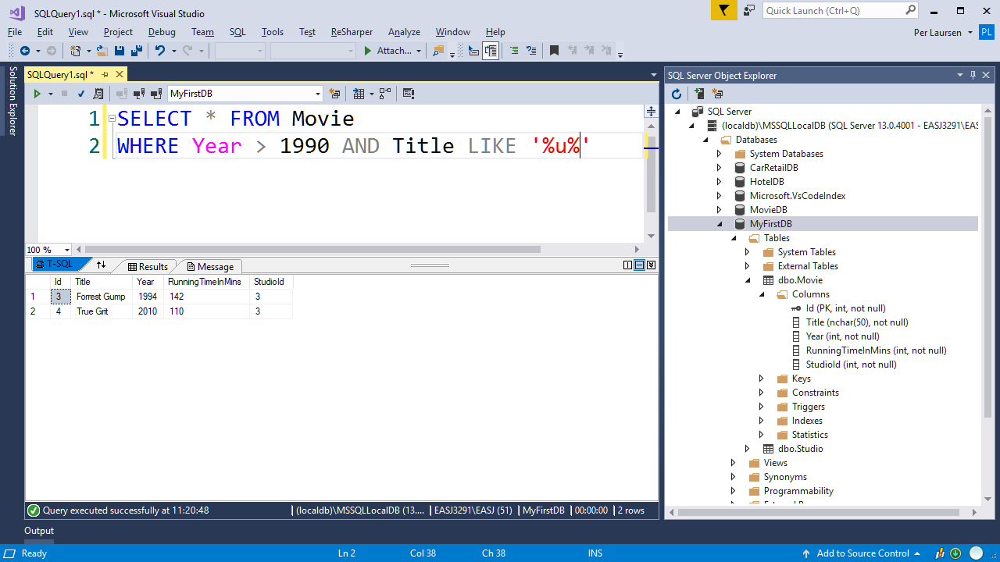 SQLQuery1.sql * - Microsoft Visual Studio
Quick Launch (Ctrl+Q)
File Edit View Project Debug Team SQL Tools Test ReSharper Analyze Window Help
Per Laursen PL
Attach...
Solution Explorer
SQLQuery1.sql *
MyFirstDB
1 SELECT * FROM Movie
2 WHERE Year > 1990 AND Title LIKE '%u%'
100 %
T-SQL Results Message
Id Title Year RunningTimeInMins StudioId
1 3 Forrest Gump 1994 142 3
2 4 True Grit 2010 110 3
Query executed successfully at 11:20:48 (localdb)\MSSQLLocalDB (13.... EASJ3291\EASJ (51) MyFirstDB 00:00:00 2 rows
SQL Server Object Explorer
SQL Server
(localdb)\MSSQLLocalDB (SQL Server 13.0.4001 - EASJ3291\EAS
Databases
System Databases
CarRetailDB
HotelDB
Microsoft.VsCodeIndex
MovieDB
MyFirstDB
Tables
System Tables
External Tables
dbo.Movie
Columns
Id (PK, int, not null)
Title (nchar(50), not null)
Year (int, not null)
RunningTimeInMins (int, not null)
StudioId (int, not null)
Keys
Constraints
Triggers
Indexes
Statistics
dbo.Studio
Views
Synonyms
Programmability
Output
Ready Ln 2 Col 38 Ch 38 INS Add to Source Control